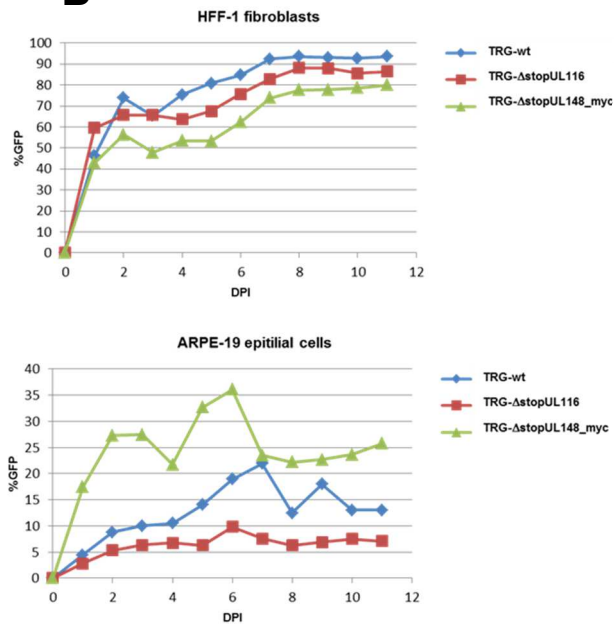 HFF-1 fibroblasts
100
90
80
70
60
50
40
30
20
10
0
%GFP
0 2 4 6 8 10 12
DPI
TRG-wt
TRG-ΔstopUL116
TRG-ΔstopUL148_myc
ARPE-19 epitilial cells
40
35
30
25
20
15
10
5
0
%GFP
0 2 4 6 8 10 12
DPI
TRG-wt
TRG-ΔstopUL116
TRG-ΔstopUL148_myc